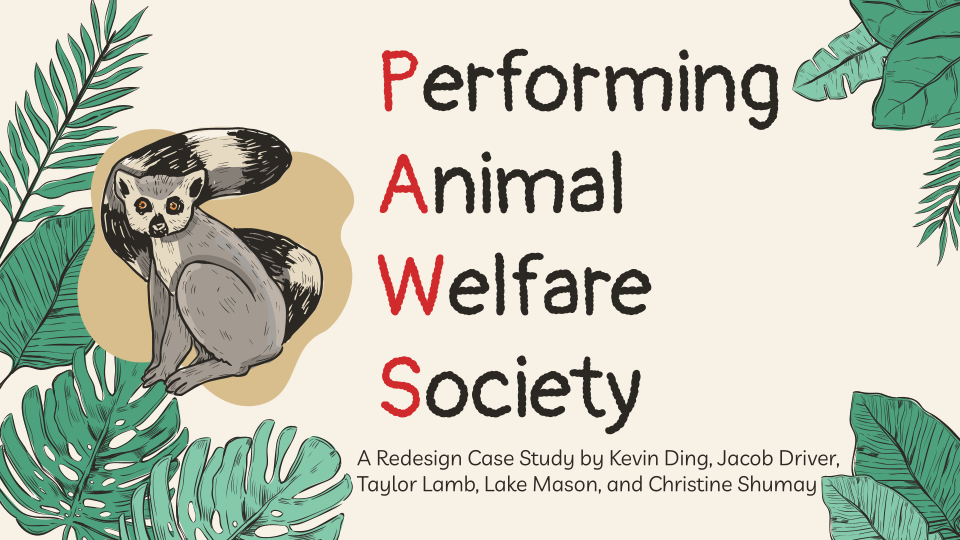 Performing
Animal
Welfare
Society
A Redesign Case Study by Kevin Ding, Jacob Driver,
Taylor Lamb, Lake Mason, and Christine Shumay